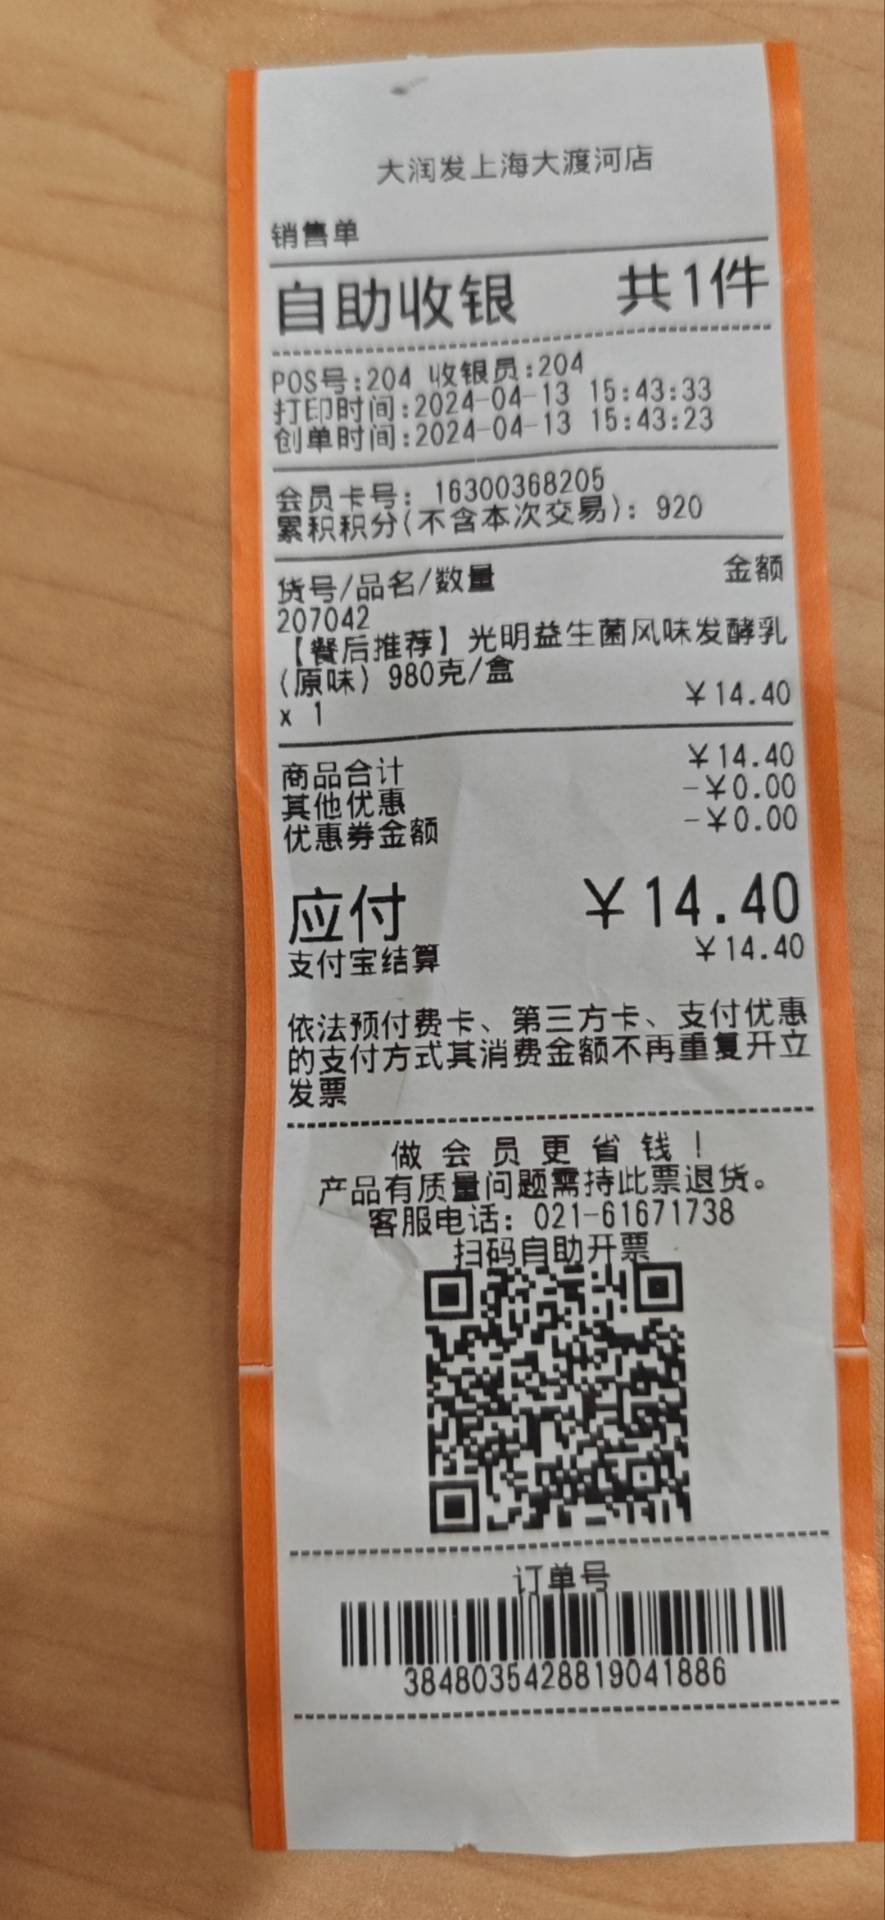 大润发上海大渡河店
销售单
自助收银 共1件
POS号:204 收银员:204
打印时间:2024-04-13 15:43:33
创单时间:2024-04-13 15:43:23
会员卡号: 16300368205
累积积分(不含本次交易): 920
货号/品名/数量 金额
207042
【餐后推荐】光明益生菌风味发酵乳
(原味) 980克/盒
x 1 ¥14.40
商品合计 ¥14.40
其他优惠 -¥0.00
优惠券金额 -¥0.00
应付 ¥14.40
支付宝结算 ¥14.40
依法预付费卡、第三方卡、支付优惠
的支付方式其消费金额不再重复开立
发票
做会员更省钱!
产品有质量问题需持此票退货。
客服电话: 021-61671738
扫码自助开票
订单号
3848035428819041886